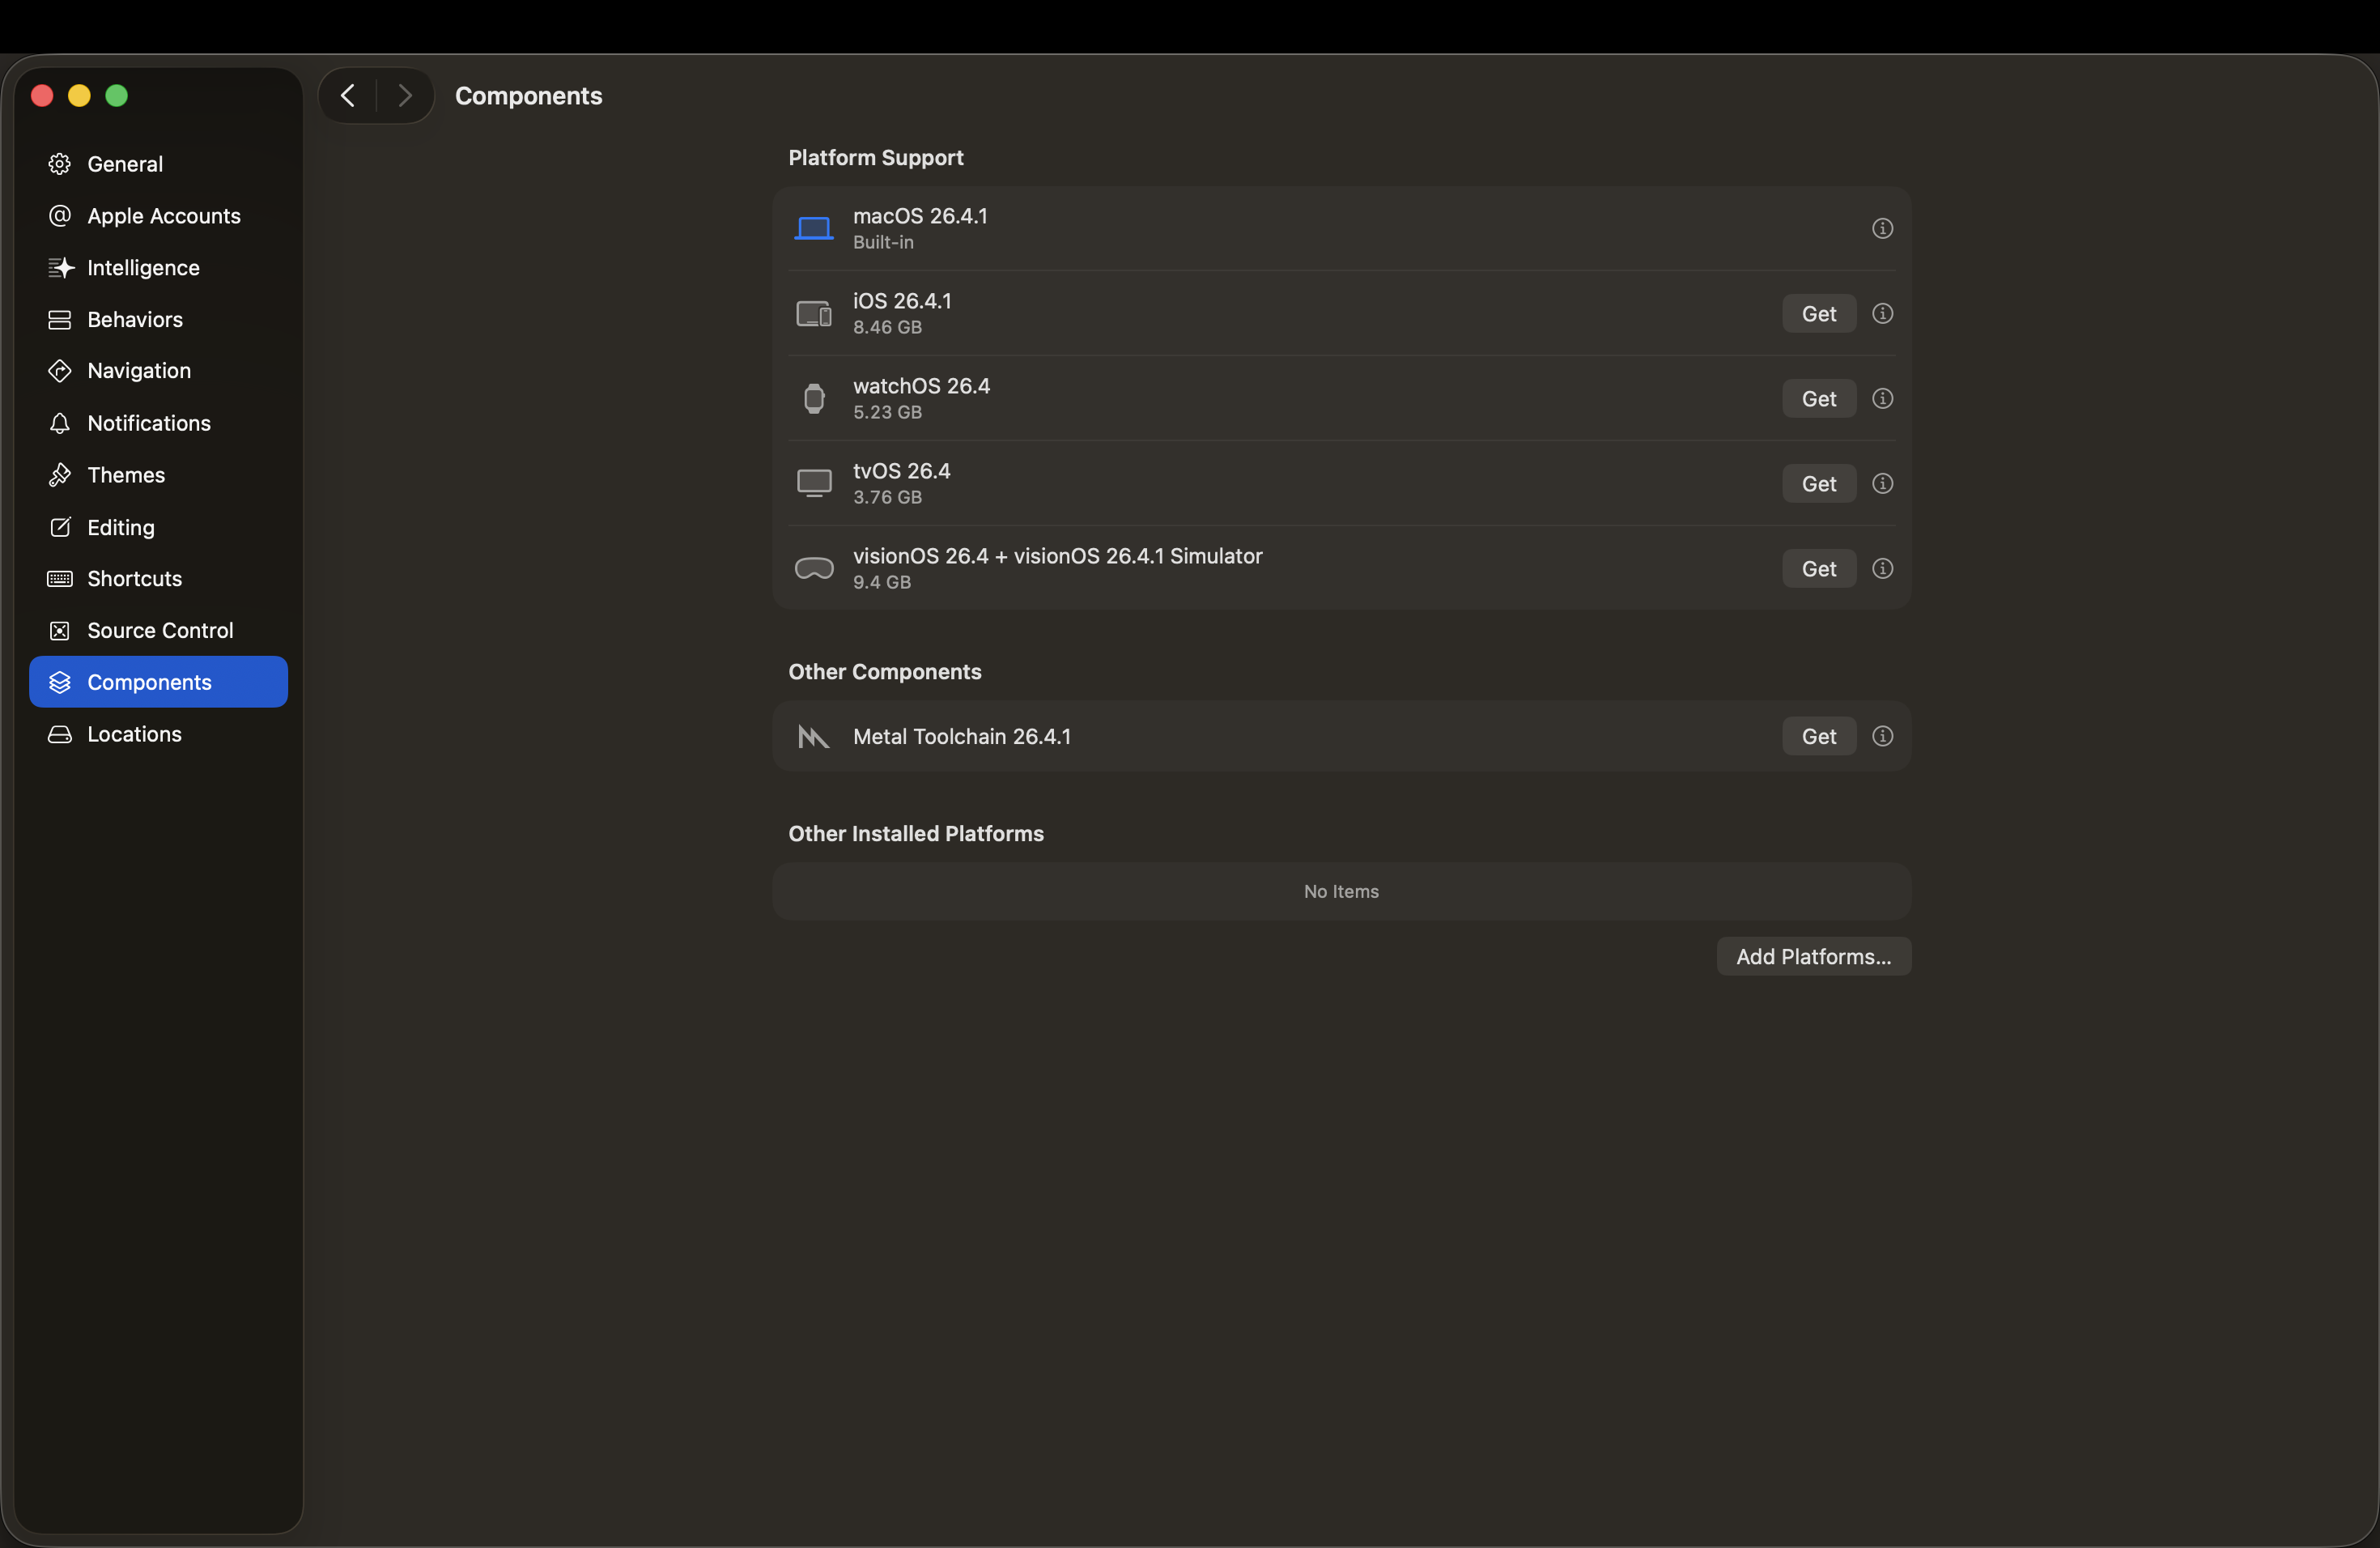 Components
General
Apple Accounts
Intelligence
Behaviors
Navigation
Notifications
Themes
Editing
Shortcuts
Source Control
Components
Locations
Platform Support
macOS 26.4.1
Built-in
iOS 26.4.1
8.46 GB
Get
watchOS 26.4
5.23 GB
Get
tvOS 26.4
3.76 GB
Get
visionOS 26.4 + visionOS 26.4.1 Simulator
9.4 GB
Get
Other Components
Metal Toolchain 26.4.1
Get
Other Installed Platforms
No Items
Add Platforms...